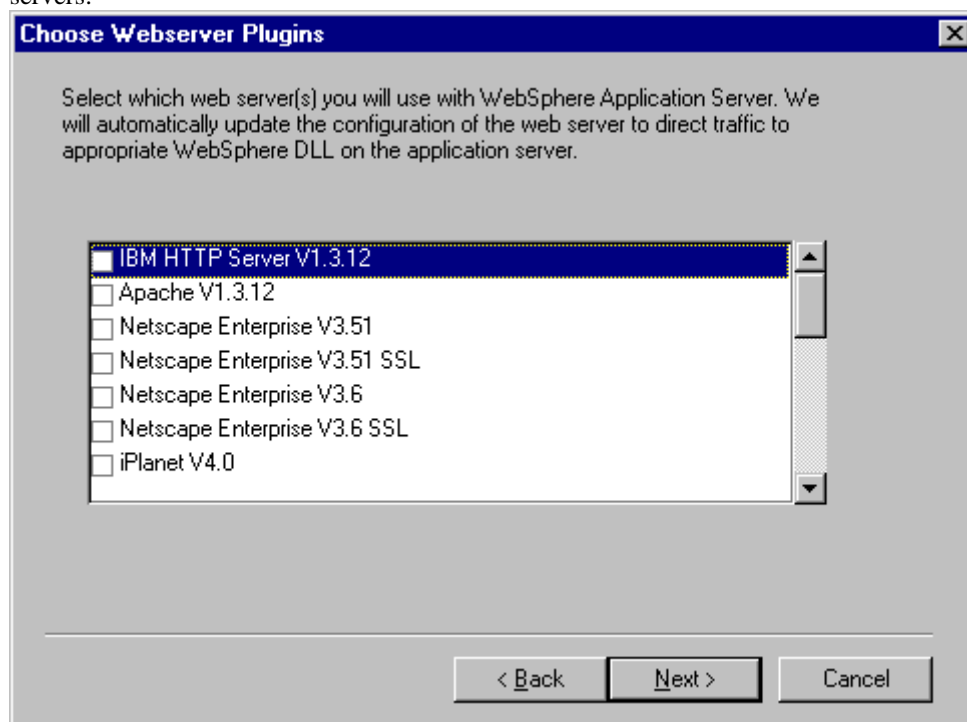 servers.
Choose Webserver Plugins
Select which web server(s) you will use with WebSphere Application Server. We
will automatically update the configuration of the web server to direct traffic to
appropriate WebSphere DLL on the application server.
IBM HTTP Server V1.3.12
Apache V1.3.12
Netscape Enterprise V3.51
Netscape Enterprise V3.51 SSL
Netscape Enterprise V3.6
Netscape Enterprise V3.6 SSL
iPlanet V4.0
< Back
Next >
Cancel